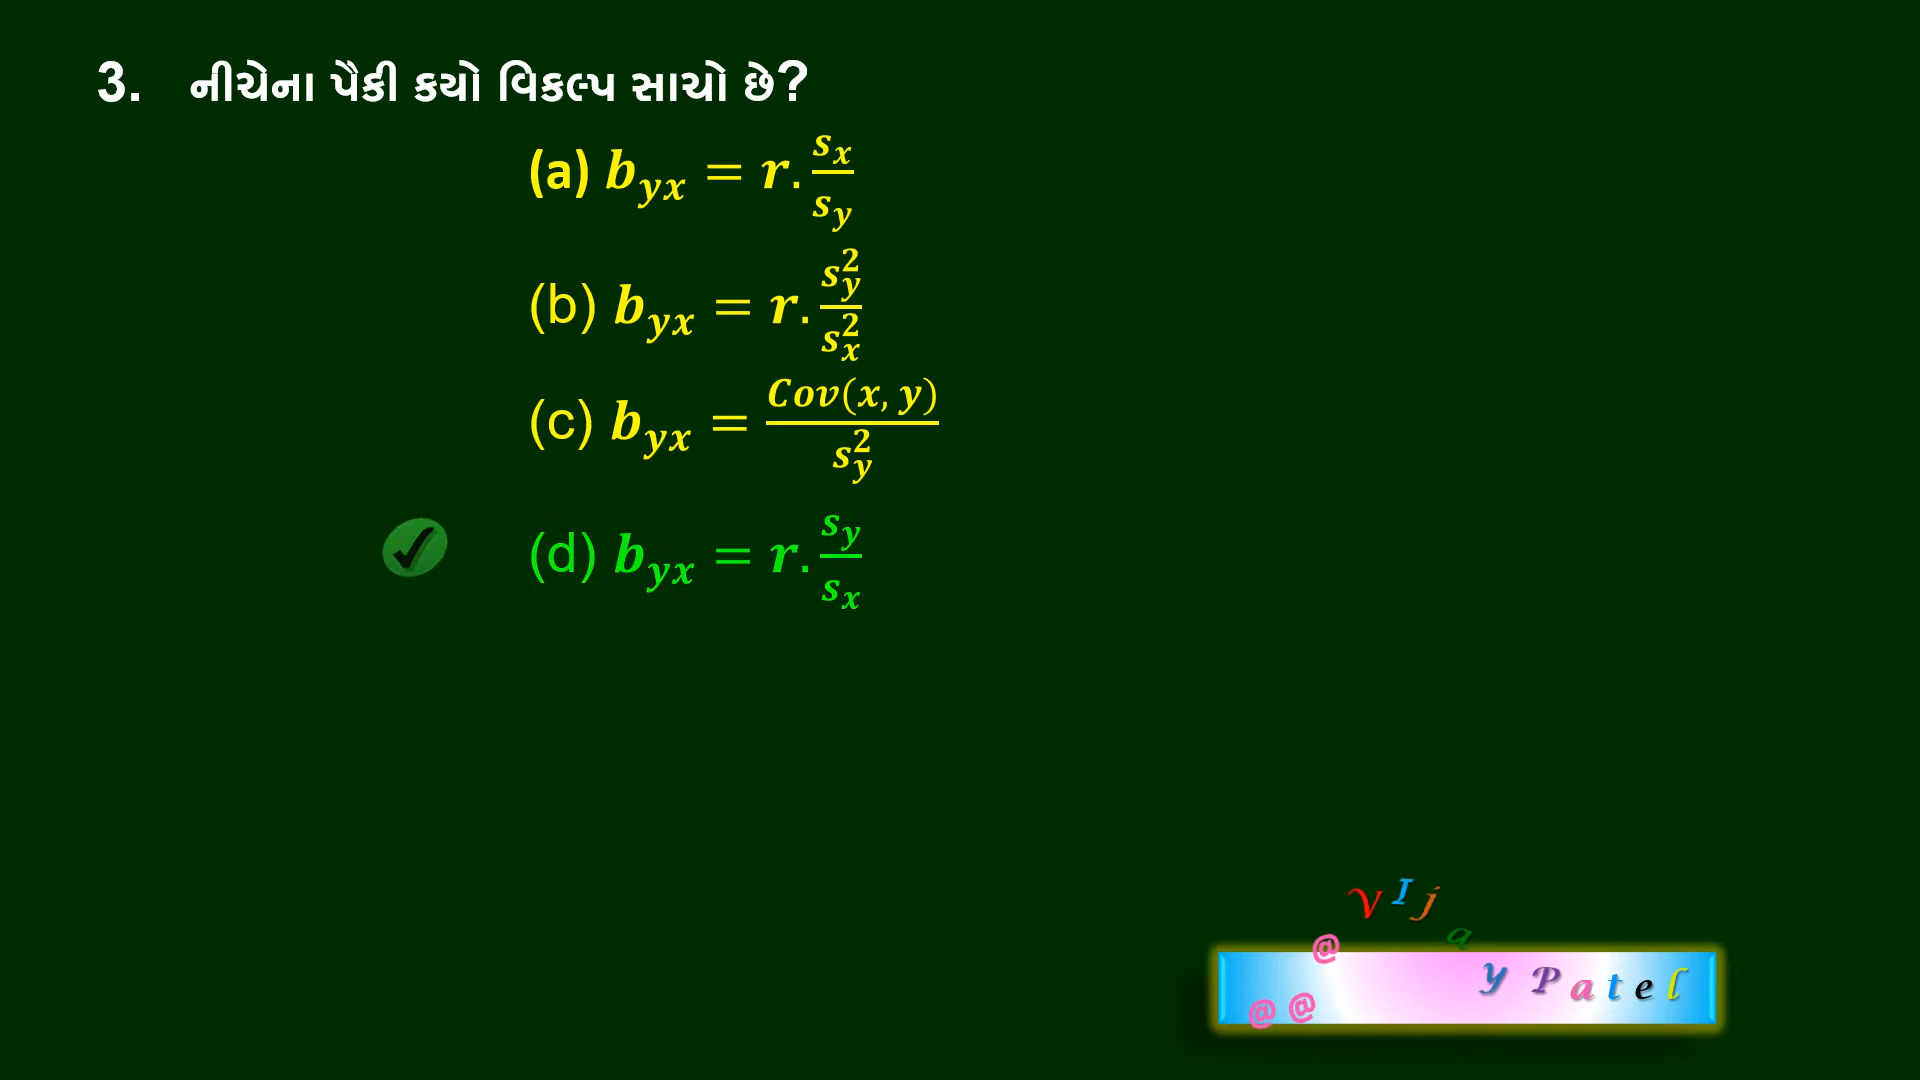 3. નીચેના પૈકી કયો વિકલ્પ સાચો છે?
(a) b_yx = r. s_x / s_y
(b) b_yx = r. s_y^2 / s_x^2
(c) b_yx = Cov(x, y) / s_y^2
(d) b_yx = r. s_y / s_x
@@@VIjay Patel